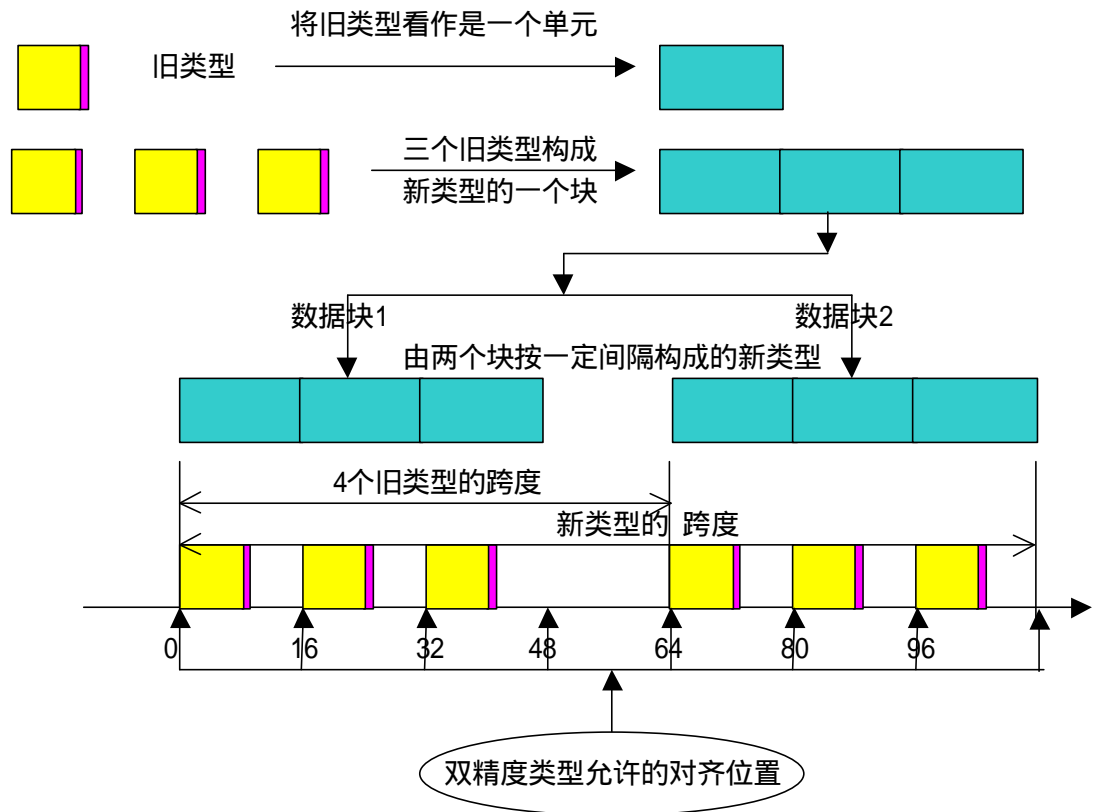 将旧类型看作是一个单元
旧类型
三个旧类型构成
新类型的一个块
数据块1
数据块2
由两个块按一定间隔构成的新类型
4个旧类型的跨度
新类型的 跨度
0 16 32 48 64 80 96
双精度类型允许的对齐位置